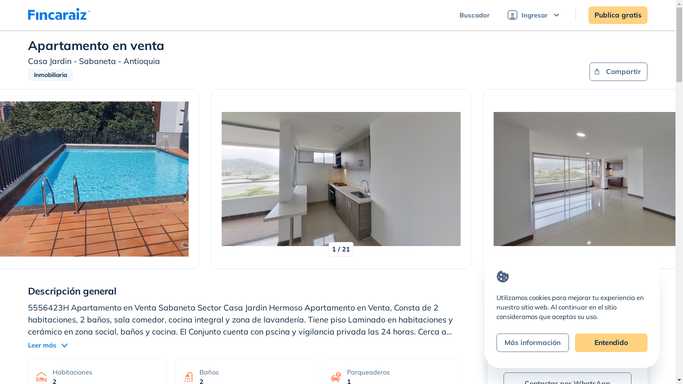 Fincaraiz
Buscador
Ingresar
Publica gratis
Apartamento en venta
Casa Jardin - Sabaneta - Antioquia
Inmobiliaria
Compartir
1 / 21
Descripción general
5556423H Apartamento en Venta Sabaneta Sector Casa Jardin Hermoso Apartamento en Venta, Consta de 2
habitaciones, 2 baños, sala comedor, cocina integral y zona de lavandería. Tiene piso Laminado en habitaciones y
cerámico en zona social, baños y cocina. El Conjunto cuenta con pscina y vigilancia privada las 24 horas. Cerca a...
Leer más
Habitaciones
2
Baños
2
Parqueaderos
1
Utilizamos cookies para mejorar tu experiencia en
nuestro sitio web. Al continuar en el sitio
consideramos que aceptas su uso.
Más información
Entendido
Contactar por WhatsApp